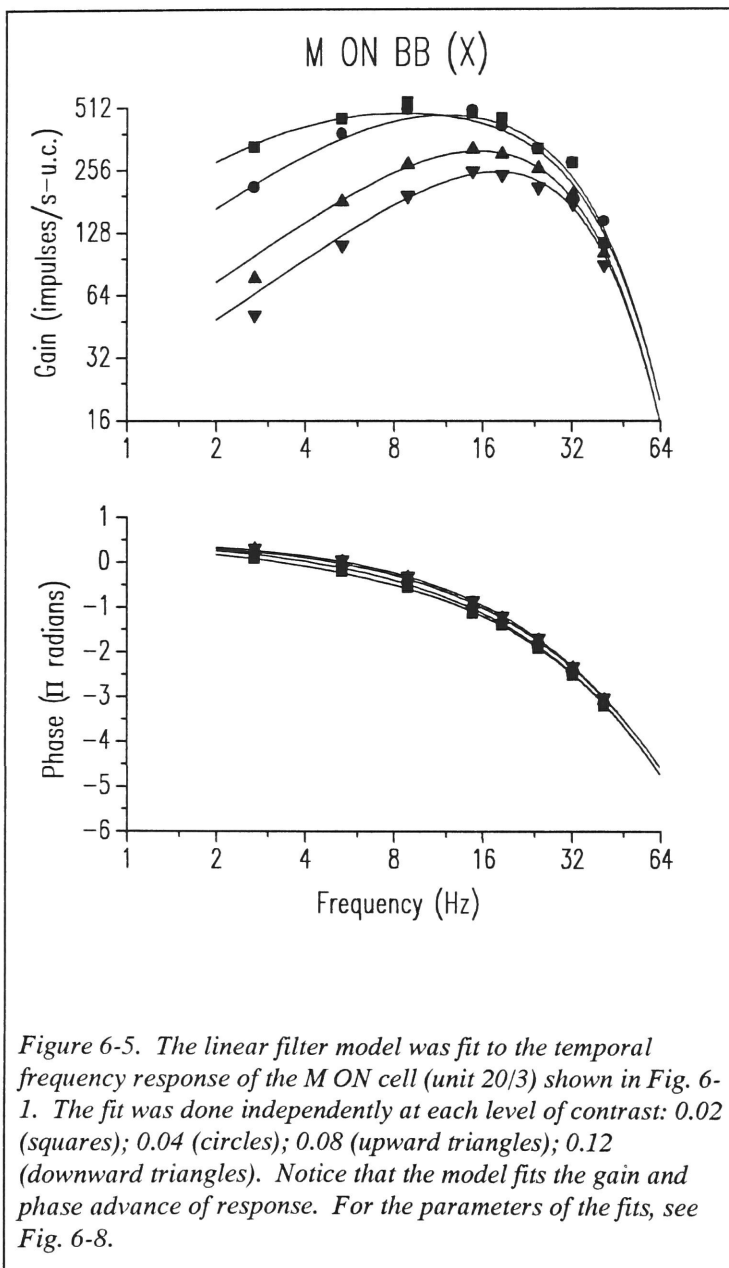 M ON BB (X)
Gain (impulses/s-u.c.)
512
256
128
64
32
16
1 2 4 8 16 32 64
Phase (Π radians)
1
0
-1
-2
-3
-4
-5
-6
1 2 4 8 16 32 64
Frequency (Hz)
Figure 6-5. The linear filter model was fit to the temporal
frequency response of the M ON cell (unit 20/3) shown in Fig. 6-
1. The fit was done independently at each level of contrast: 0.02
(squares); 0.04 (circles); 0.08 (upward triangles); 0.12
(downward triangles). Notice that the model fits the gain and
phase advance of response. For the parameters of the fits, see
Fig. 6-8.